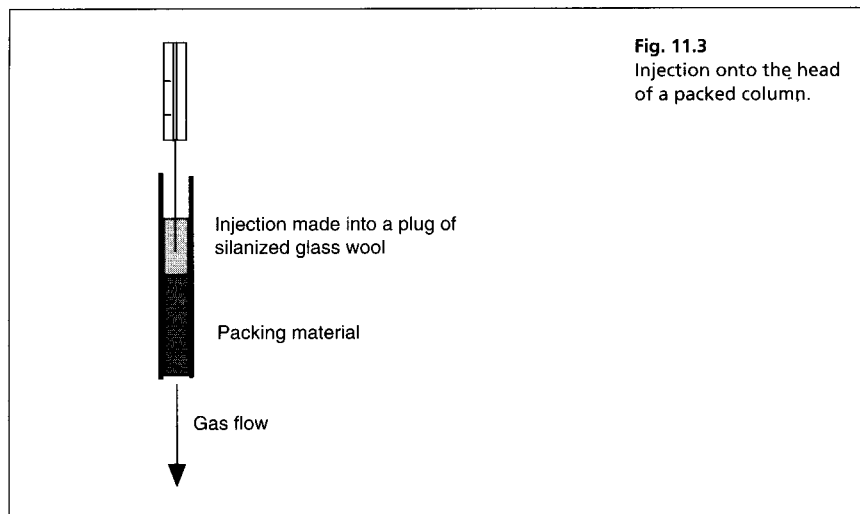 Fig. 11.3
Injection onto the head
of a packed column.
Injection made into a plug of
silanized glass wool
Packing material
Gas flow